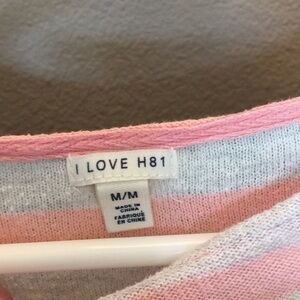 I LOVE H81
M/M
MADE IN
CHINA
FABRIQUÉ
EN CHINE